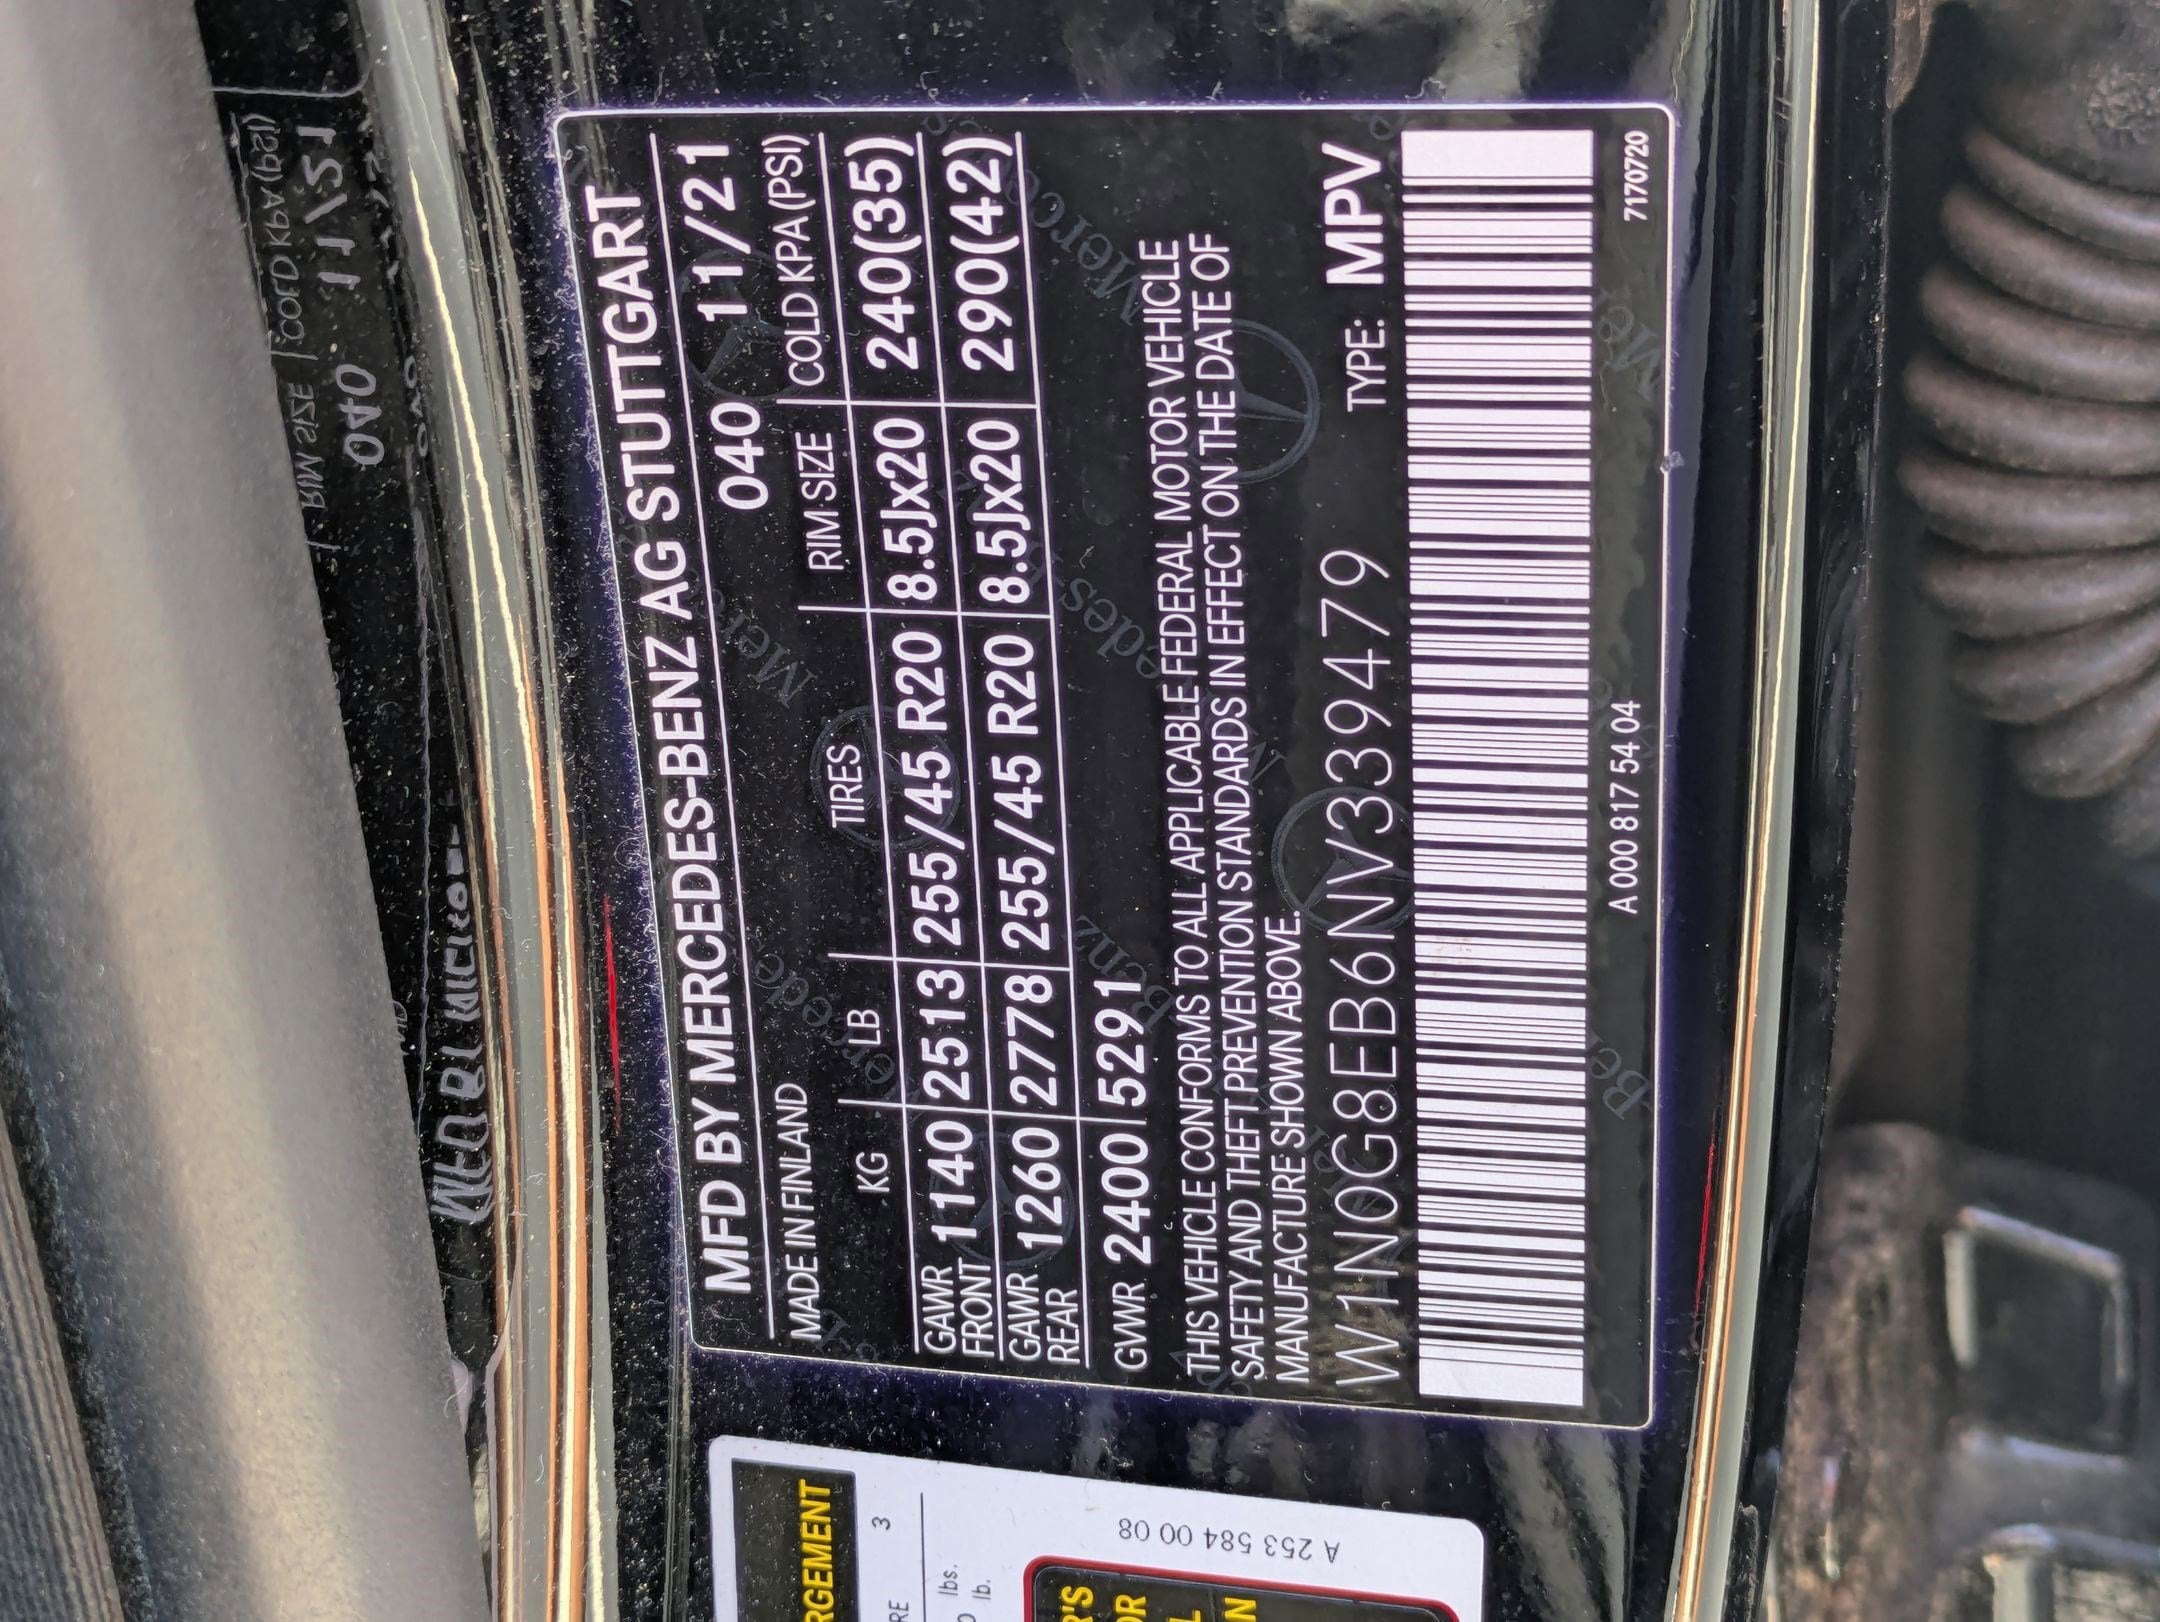 MFD BY MERCEDES-BENZ AG STUTTGART
MADE IN FINLAND 040 11/21
KG LB TIRES RIM SIZE COLD KPA(PSI)
GAWR FRONT 1140 2513 255/45 R20 8.5Jx20 240(35)
GAWR REAR 1260 2778 255/45 R20 8.5Jx20 290(42)
GVWR 2400 5291
THIS VEHICLE CONFORMS TO ALL APPLICABLE FEDERAL MOTOR VEHICLE
SAFETY AND THEFT PREVENTION STANDARDS IN EFFECT ON THE DATE OF
MANUFACTURE SHOWN ABOVE.
W1N0G8EB6NV339479 TYPE: MPV
A 000 817 54 04 7170720
RGEMENT
3
lbs.
lb.
A 253 584 00 08